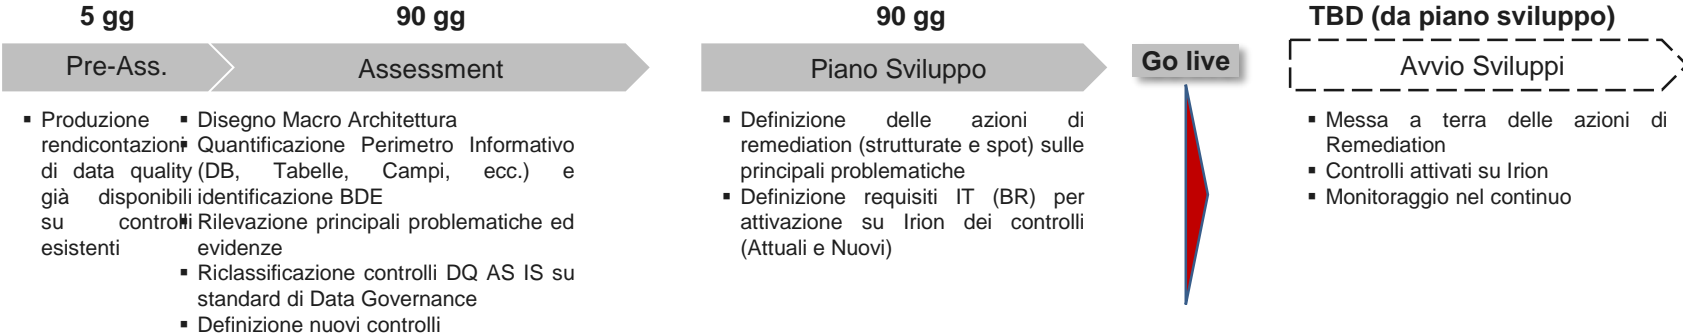 5 gg
90 gg
90 gg
TBD (da piano sviluppo)
Pre-Ass.
Assessment
Piano Sviluppo
Go live
Avvio Sviluppi
▪ Produzione
rendicontazioni
di data quality
già disponibili
su controlli
esistenti
▪ Disegno Macro Architettura
▪ Quantificazione Perimetro Informativo
(DB, Tabelle, Campi, ecc.) e
identificazione BDE
▪ Rilevazione principali problematiche ed
evidenze
▪ Riclassificazione controlli DQ AS IS su
standard di Data Governance
▪ Definizione nuovi controlli
▪ Definizione delle azioni di
remediation (strutturate e spot) sulle
principali problematiche
▪ Definizione requisiti IT (BR) per
attivazione su Irion dei controlli
(Attuali e Nuovi)
▪ Messa a terra delle azioni di
Remediation
▪ Controlli attivati su Irion
▪ Monitoraggio nel continuo